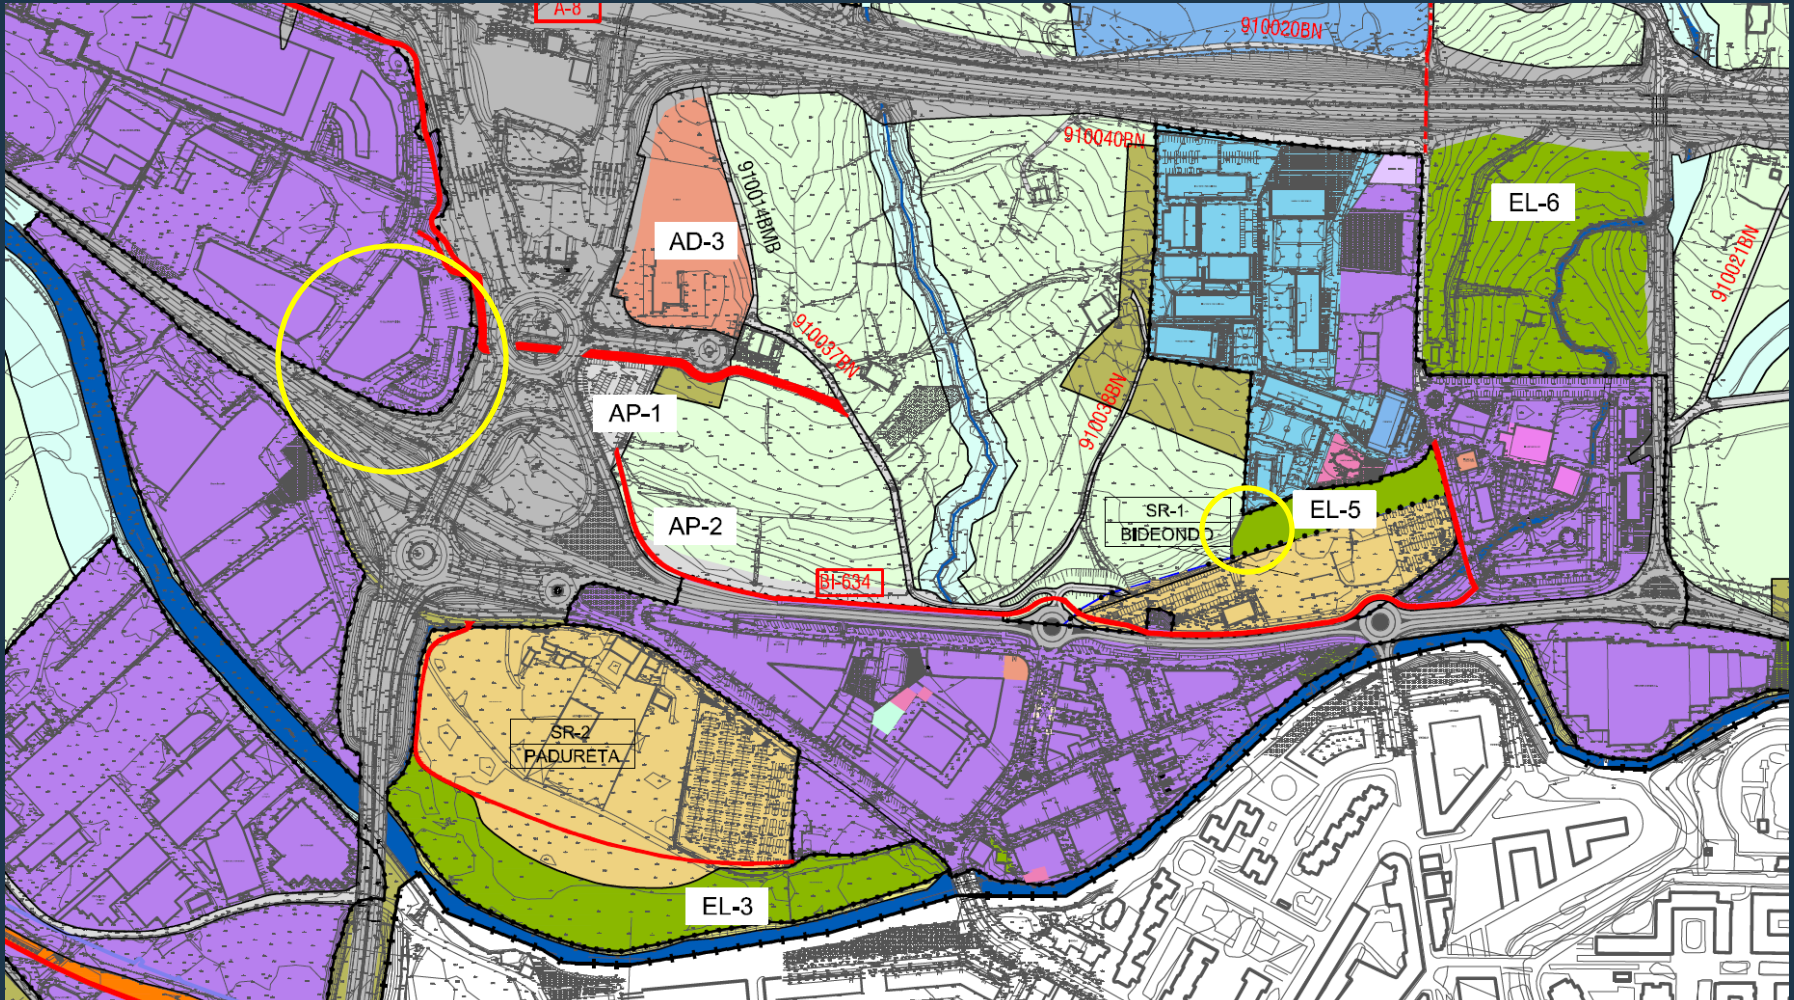 A-8
910020BN
910040BN
EL-6
910014BMB
AD-3
910021BN
910037BN
91003BBN
AP-1
SR-1
BIDEONDO
EL-5
AP-2
BI-634
SR-2
PADURETA
EL-3